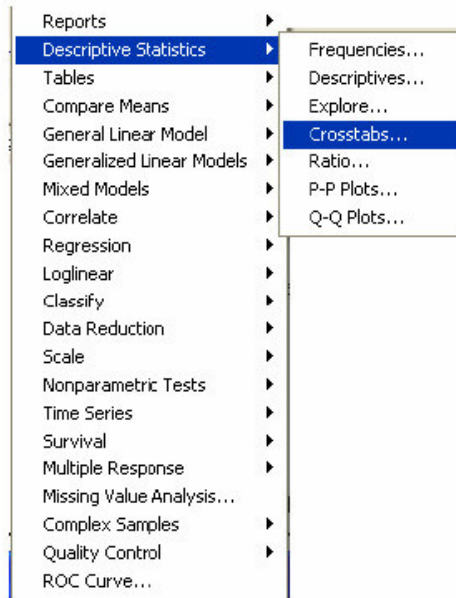 Reports
Descriptive Statistics
Tables
Compare Means
General Linear Model
Generalized Linear Models
Mixed Models
Correlate
Regression
Loglinear
Classify
Data Reduction
Scale
Nonparametric Tests
Time Series
Survival
Multiple Response
Missing Value Analysis...
Complex Samples
Quality Control
ROC Curve...
Frequencies...
Descriptives...
Explore...
Crosstabs...
Ratio...
P-P Plots...
Q-Q Plots...